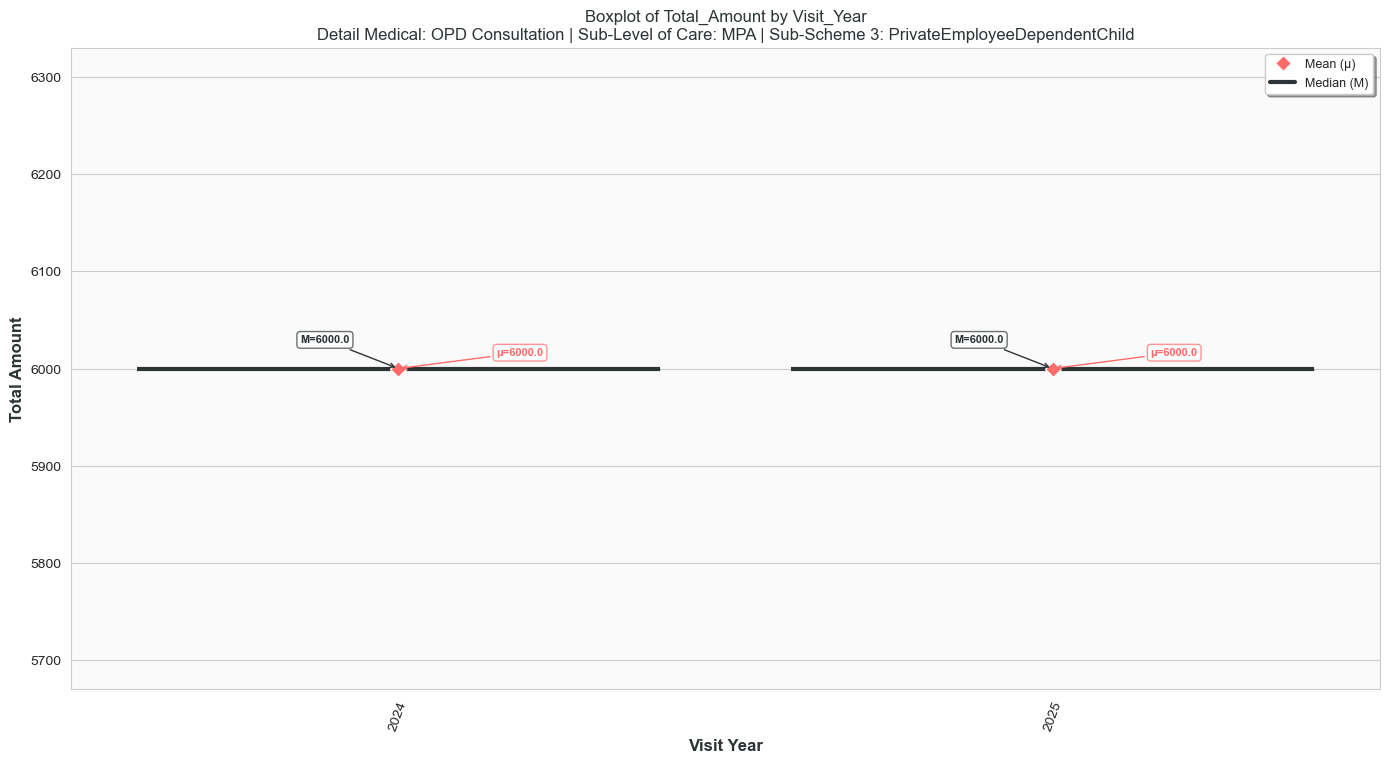 Boxplot of Total_Amount by Visit_Year
Detail Medical: OPD Consultation | Sub-Level of Care: MPA | Sub-Scheme 3: PrivateEmployeeDependentChild
Mean (μ)
Median (M)
Total Amount
6300
6200
6100
6000
5900
5800
5700
M=6000.0
μ=6000.0
M=6000.0
μ=6000.0
2024
2025
Visit Year